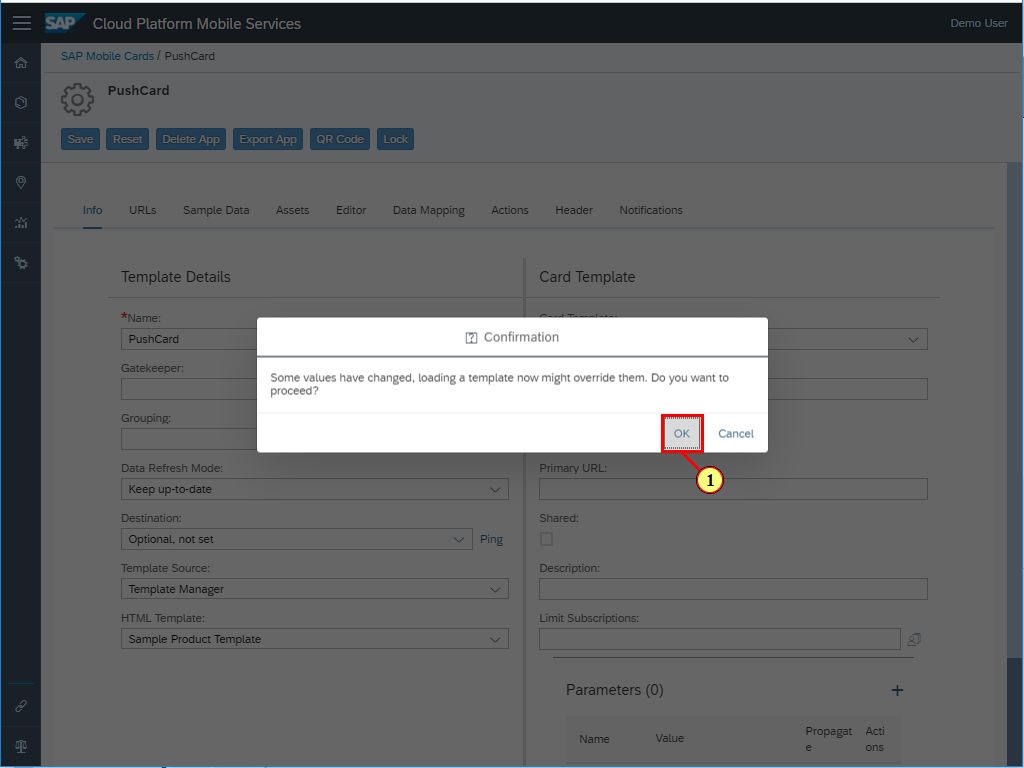 SAP Cloud Platform Mobile Services
Demo User
SAP Mobile Cards / PushCard
PushCard
Save Reset Delete App Export App QR Code Lock
Info URLs Sample Data Assets Editor Data Mapping Actions Header Notifications
Template Details
Card Template
*Name:
PushCard
Gatekeeper:
Grouping:
Data Refresh Mode:
Keep up-to-date
Destination:
Optional, not set
Ping
Template Source:
Template Manager
HTML Template:
Sample Product Template
Card Template:
Confirmation
Some values have changed, loading a template now might override them. Do you want to
proceed?
OK Cancel
1
Primary URL:
Shared:
Description:
Limit Subscriptions:
Parameters (0)
+
Name Value Propagat
e
Acti
ons